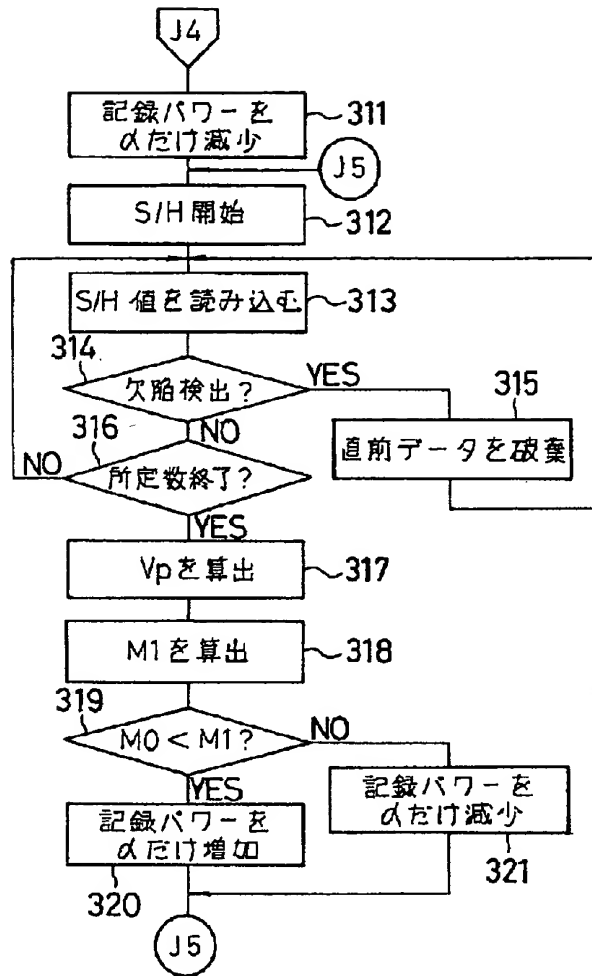 J4
記録パワーを
αだけ減少
311
J5
S/H 開始
312
S/H 値を読み込む
313
314
欠陥検出?
YES
315
直前データを破棄
NO
316
NO
所定数終了?
YES
Vpを算出
317
M1を算出
318
319
M0 < M1?
NO
YES
記録パワーを
αだけ増加
320
記録パワーを
αだけ減少
321
J5